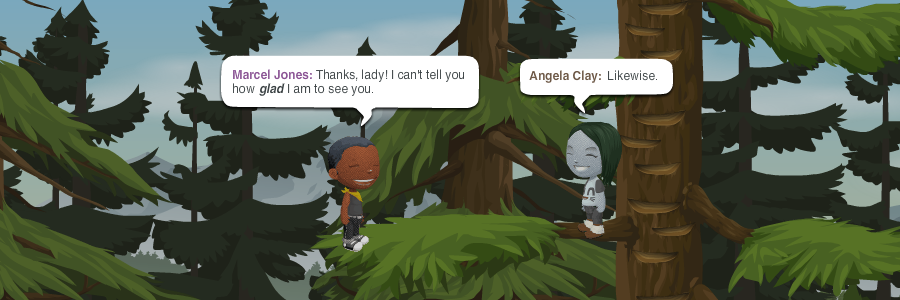 Marcel Jones: Thanks, lady! I can't tell you
how glad I am to see you.
Angela Clay: Likewise.